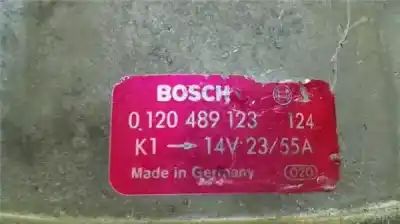 BOSCH
0 120 489 123 124
K1 → 14V 23/55A
Made in Germany 020